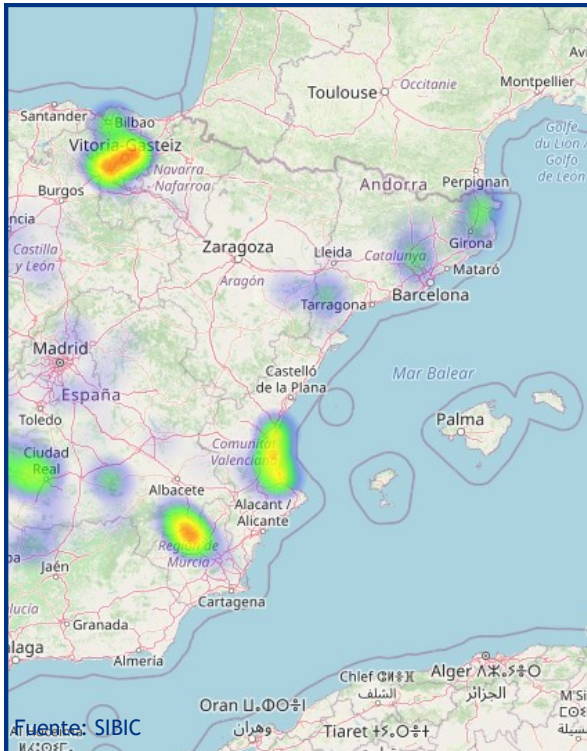 Avi
Montpellier
Occitanie
Toulouse
Golfe
du Lion /
Golfo
de León
Santander
Bilbao
Vitoria-Gasteiz
Navarra
Nafarroa
Burgos
Andorra
Perpignan
Girona
Castilla
y León
Zaragoza
Lleida
Catalunya
Mataró
Aragón
Barcelona
Tarragona
Madrid
Castelló
de la Plana
Mar Balear
España
Toledo
Palma
Ciudad
Real
Comunitat
Valenciana
Albacete
Alacant /
Alicante
Región de
Murcia
Jaén
Cartagena
Granada
Almería
Alger ⴷⵣⴰⵢⴻⵔ
الجزائر
Chlef
الشلف
M'Si
Oran
وهران
Tiaret
Fuente: SIBIC